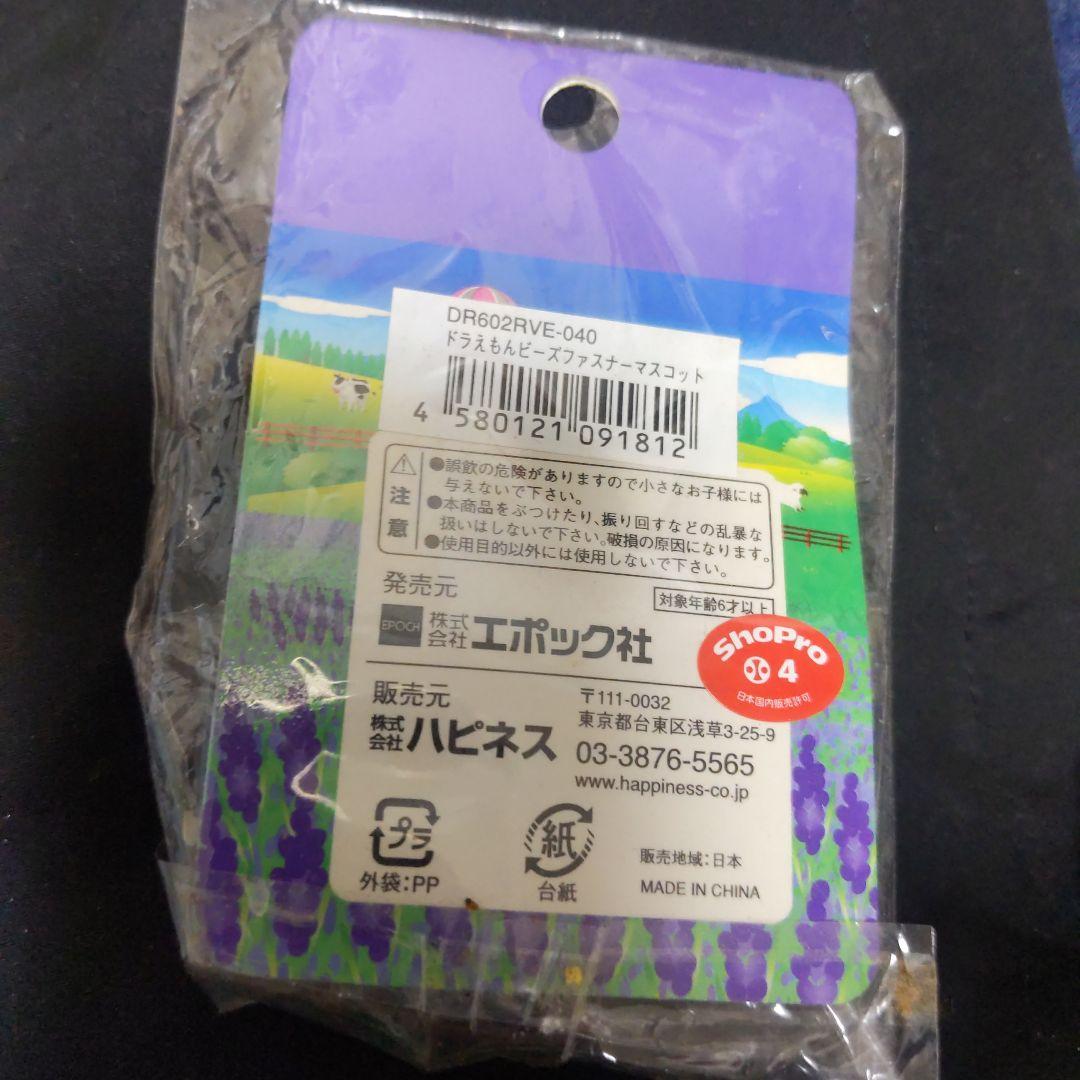 DR602RVE-040
ドラえもんビーズファスナーマスコット
4 580121 091812
注意
●誤飲の危険がありますので小さなお子様には
与えないで下さい。
●本商品をぶつけたり、振り回すなどの乱暴な
扱いはしないで下さい。破損の原因になります。
●使用目的以外には使用しないで下さい。
対象年齢6才以上
発売元
EPOCH 株式会社 エポック社
ShoPro
4
日本国内販売許可
販売元
株式会社 ハピネス
〒111-0032
東京都台東区浅草3-25-9
03-3876-5565
www.happiness-co.jp
プラ
外袋:PP
紙
台紙
販売地域:日本
MADE IN CHINA